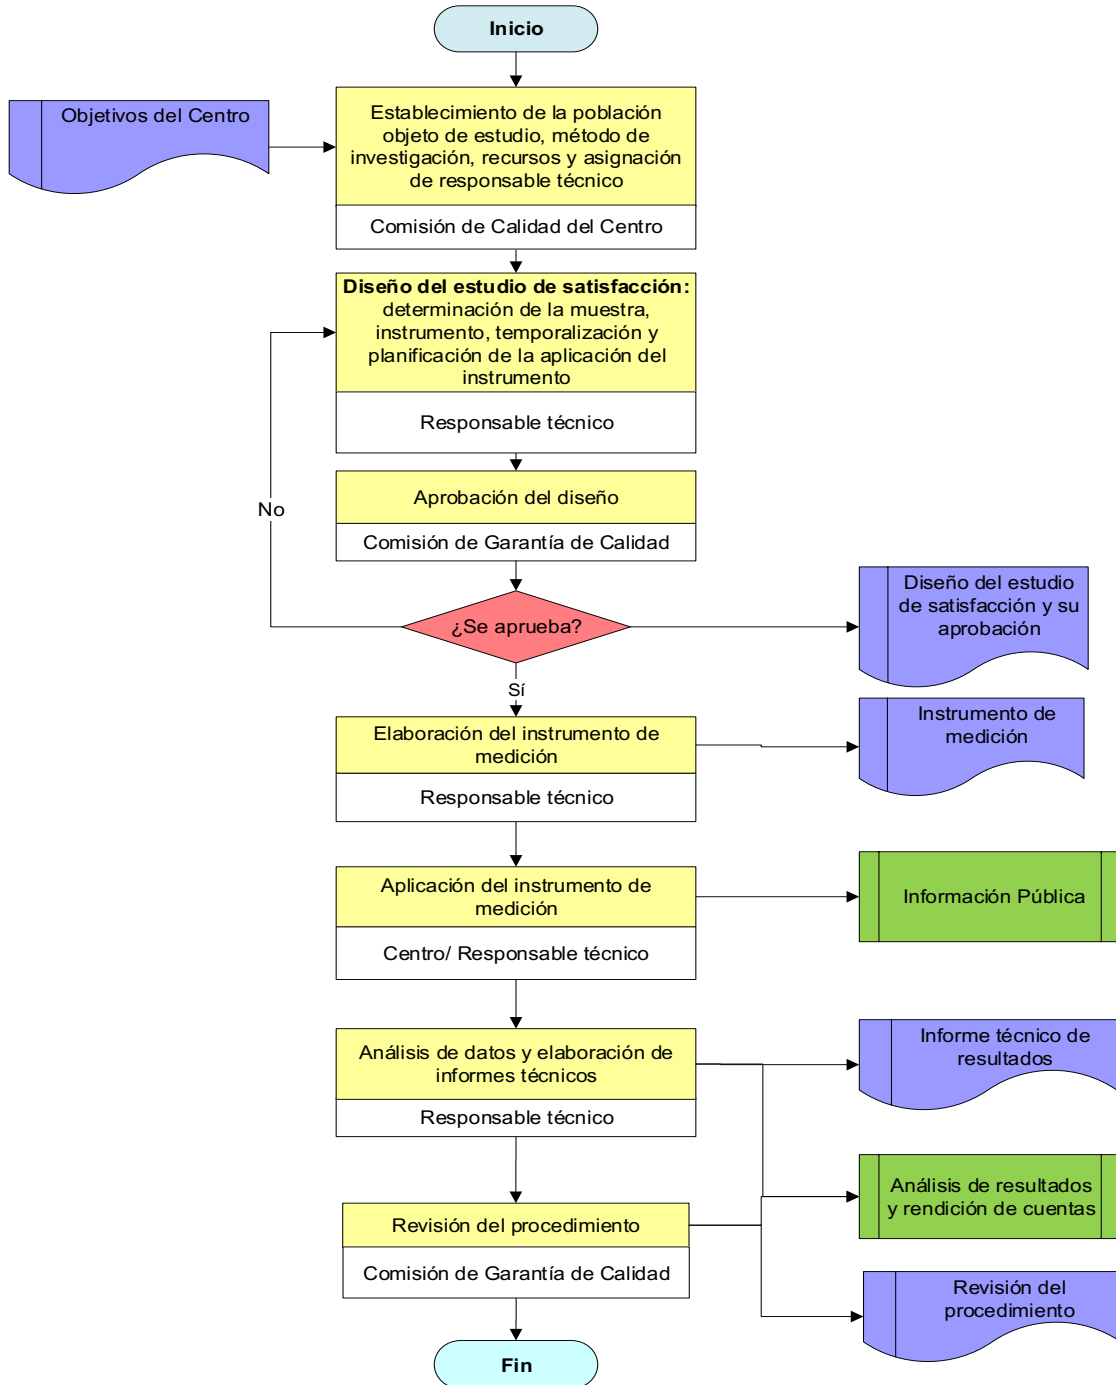 Inicio
Objetivos del Centro
Establecimiento de la población
objeto de estudio, método de
investigación, recursos y asignación
de responsable técnico
Comisión de Calidad del Centro
Diseño del estudio de satisfacción:
determinación de la muestra,
instrumento, temporalización y
planificación de la aplicación del
instrumento
Responsable técnico
Aprobación del diseño
No
Comisión de Garantía de Calidad
¿Se aprueba?
Diseño del estudio
de satisfacción y su
aprobación
Sí
Elaboración del instrumento de
medición
Responsable técnico
Instrumento de
medición
Aplicación del instrumento de
medición
Centro/ Responsable técnico
Información Pública
Análisis de datos y elaboración de
informes técnicos
Responsable técnico
Informe técnico de
resultados
Análisis de resultados
y rendición de cuentas
Revisión del procedimiento
Comisión de Garantía de Calidad
Revisión del
procedimiento
Fin